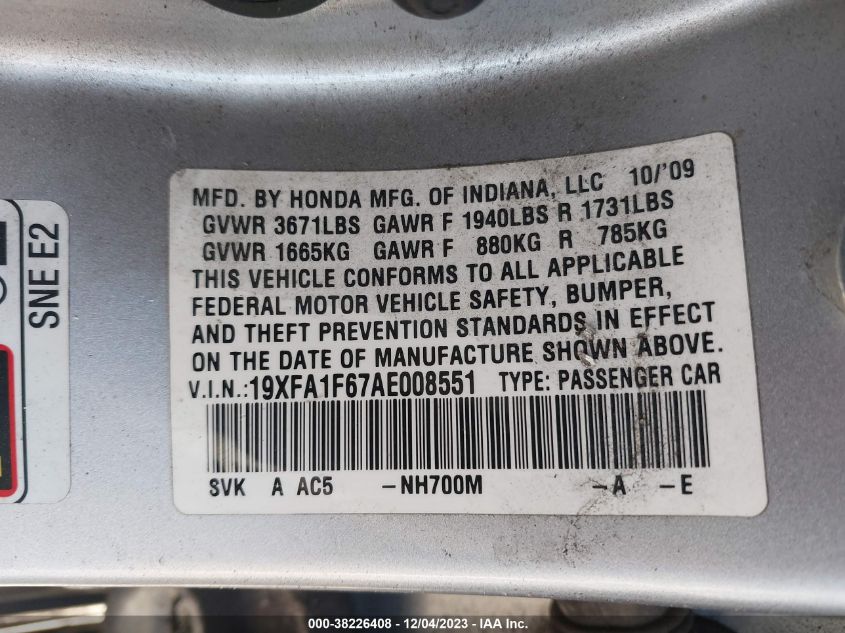 MFD. BY HONDA MFG. OF INDIANA, LLC 10/'09
GVWR 3671LBS GAWR F 1940LBS R 1731LBS
GVWR 1665KG GAWR F 880KG R 785KG
THIS VEHICLE CONFORMS TO ALL APPLICABLE
FEDERAL MOTOR VEHICLE SAFETY, BUMPER,
AND THEFT PREVENTION STANDARDS IN EFFECT
ON THE DATE OF MANUFACTURE SHOWN ABOVE.
V.I.N.:19XFA1F67AE008551 TYPE: PASSENGER CAR
SVK A AC5 -NH700M -A -E
SNE E2
000-38226408 - 12/04/2023 - IAA Inc.